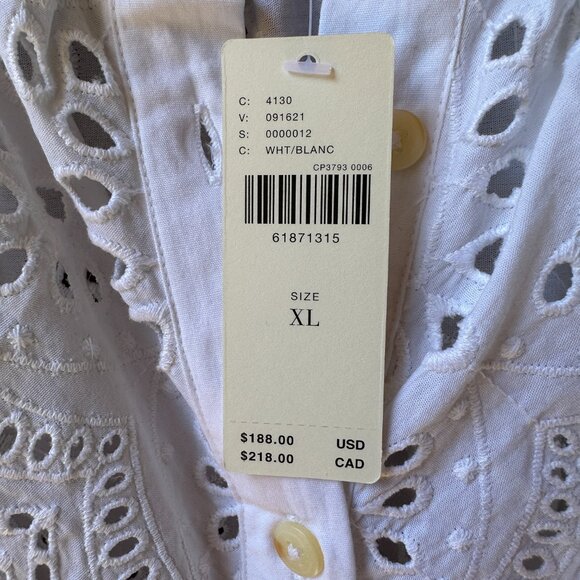 C: 4130
V: 091621
S: 0000012
C: WHT/BLANC
CP3793 0006
61871315
SIZE
XL
$188.00 USD
$218.00 CAD